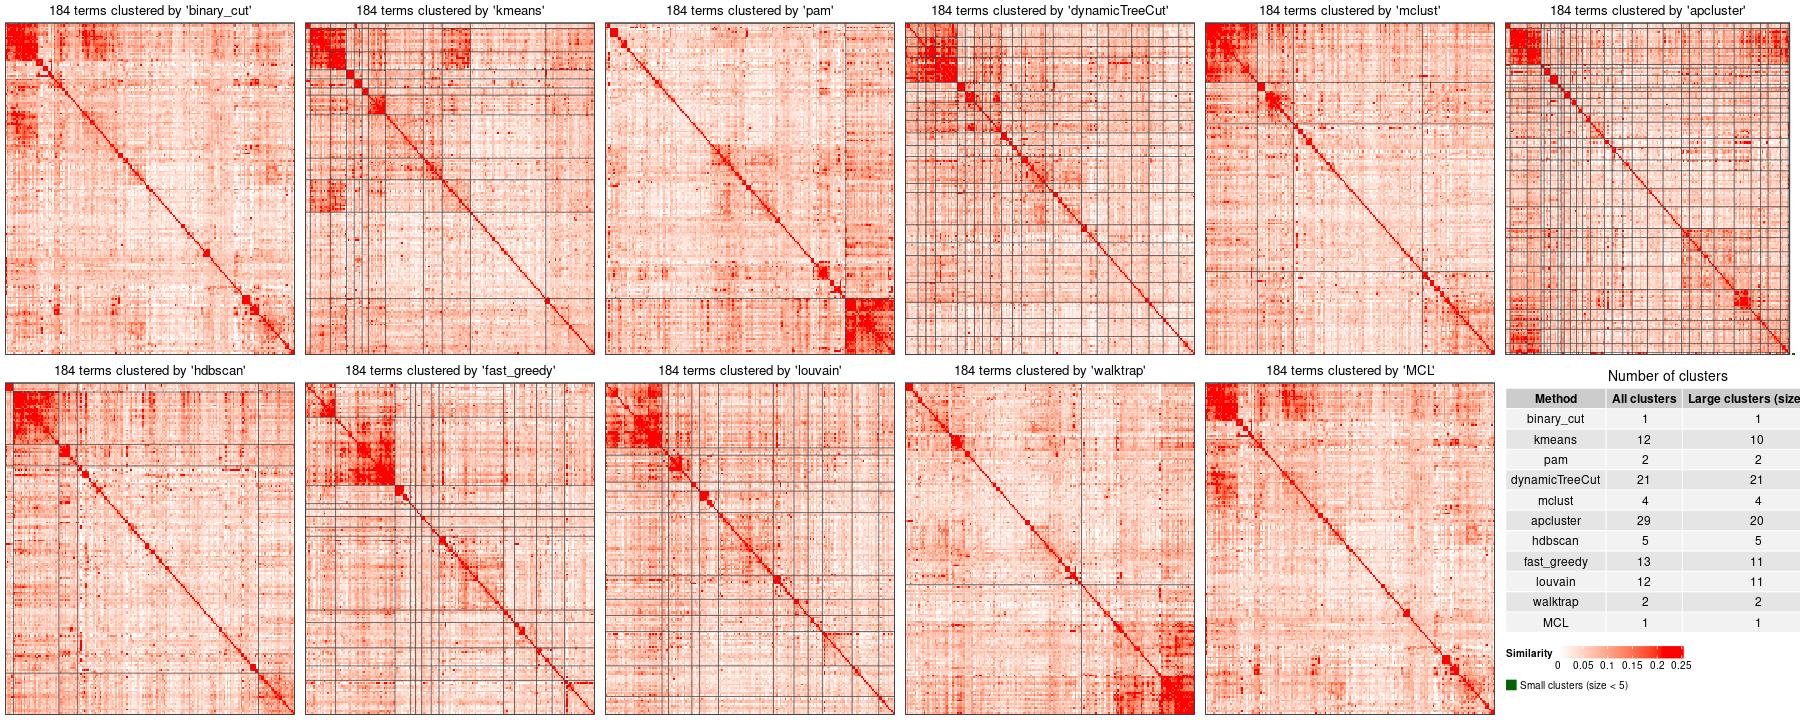 184 terms clustered by 'binary_cut'
184 terms clustered by 'kmeans'
184 terms clustered by 'pam'
184 terms clustered by 'dynamicTreeCut'
184 terms clustered by 'mclust'
184 terms clustered by 'apcluster'
184 terms clustered by 'hdbscan'
184 terms clustered by 'fast_greedy'
184 terms clustered by 'louvain'
184 terms clustered by 'walktrap'
184 terms clustered by 'MCL'
Number of clusters
Method All clusters Large clusters (size
binary_cut 1 1
kmeans 12 10
pam 2 2
dynamicTreeCut 21 21
mclust 4 4
apcluster 29 20
hdbscan 5 5
fast_greedy 13 11
louvain 12 11
walktrap 2 2
MCL 1 1
Similarity
0 0.05 0.1 0.15 0.2 0.25
Small clusters (size < 5)